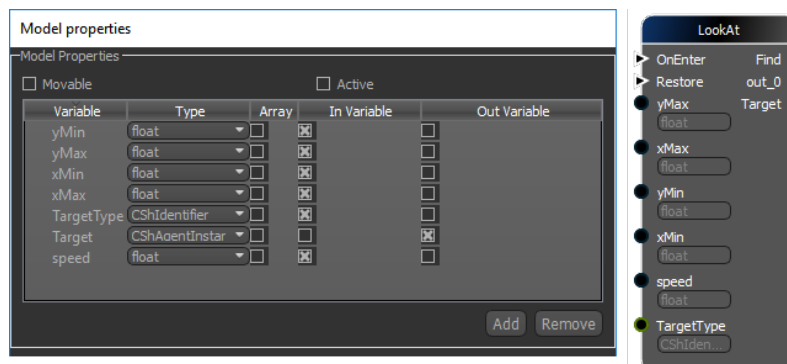 Model properties
Model Properties
Movable
Active
Variable Type Array In Variable Out Variable
yMin float
yMax float
xMin float
xMax float
TargetType CShIdentifier
Target CShAgentInstar
speed float
Add Remove
LookAt
OnEnter Find
Restore out_0
yMax Target
float
xMax
float
yMin
float
xMin
float
speed
float
TargetType
CShIden...